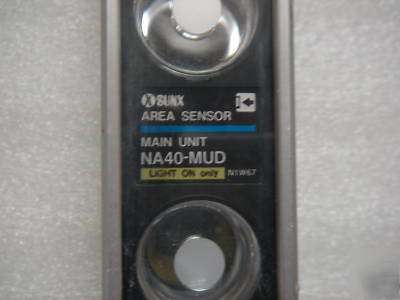 SUNX
AREA SENSOR
MAIN UNIT
NA40-MUD
LIGHT ON only N1W67